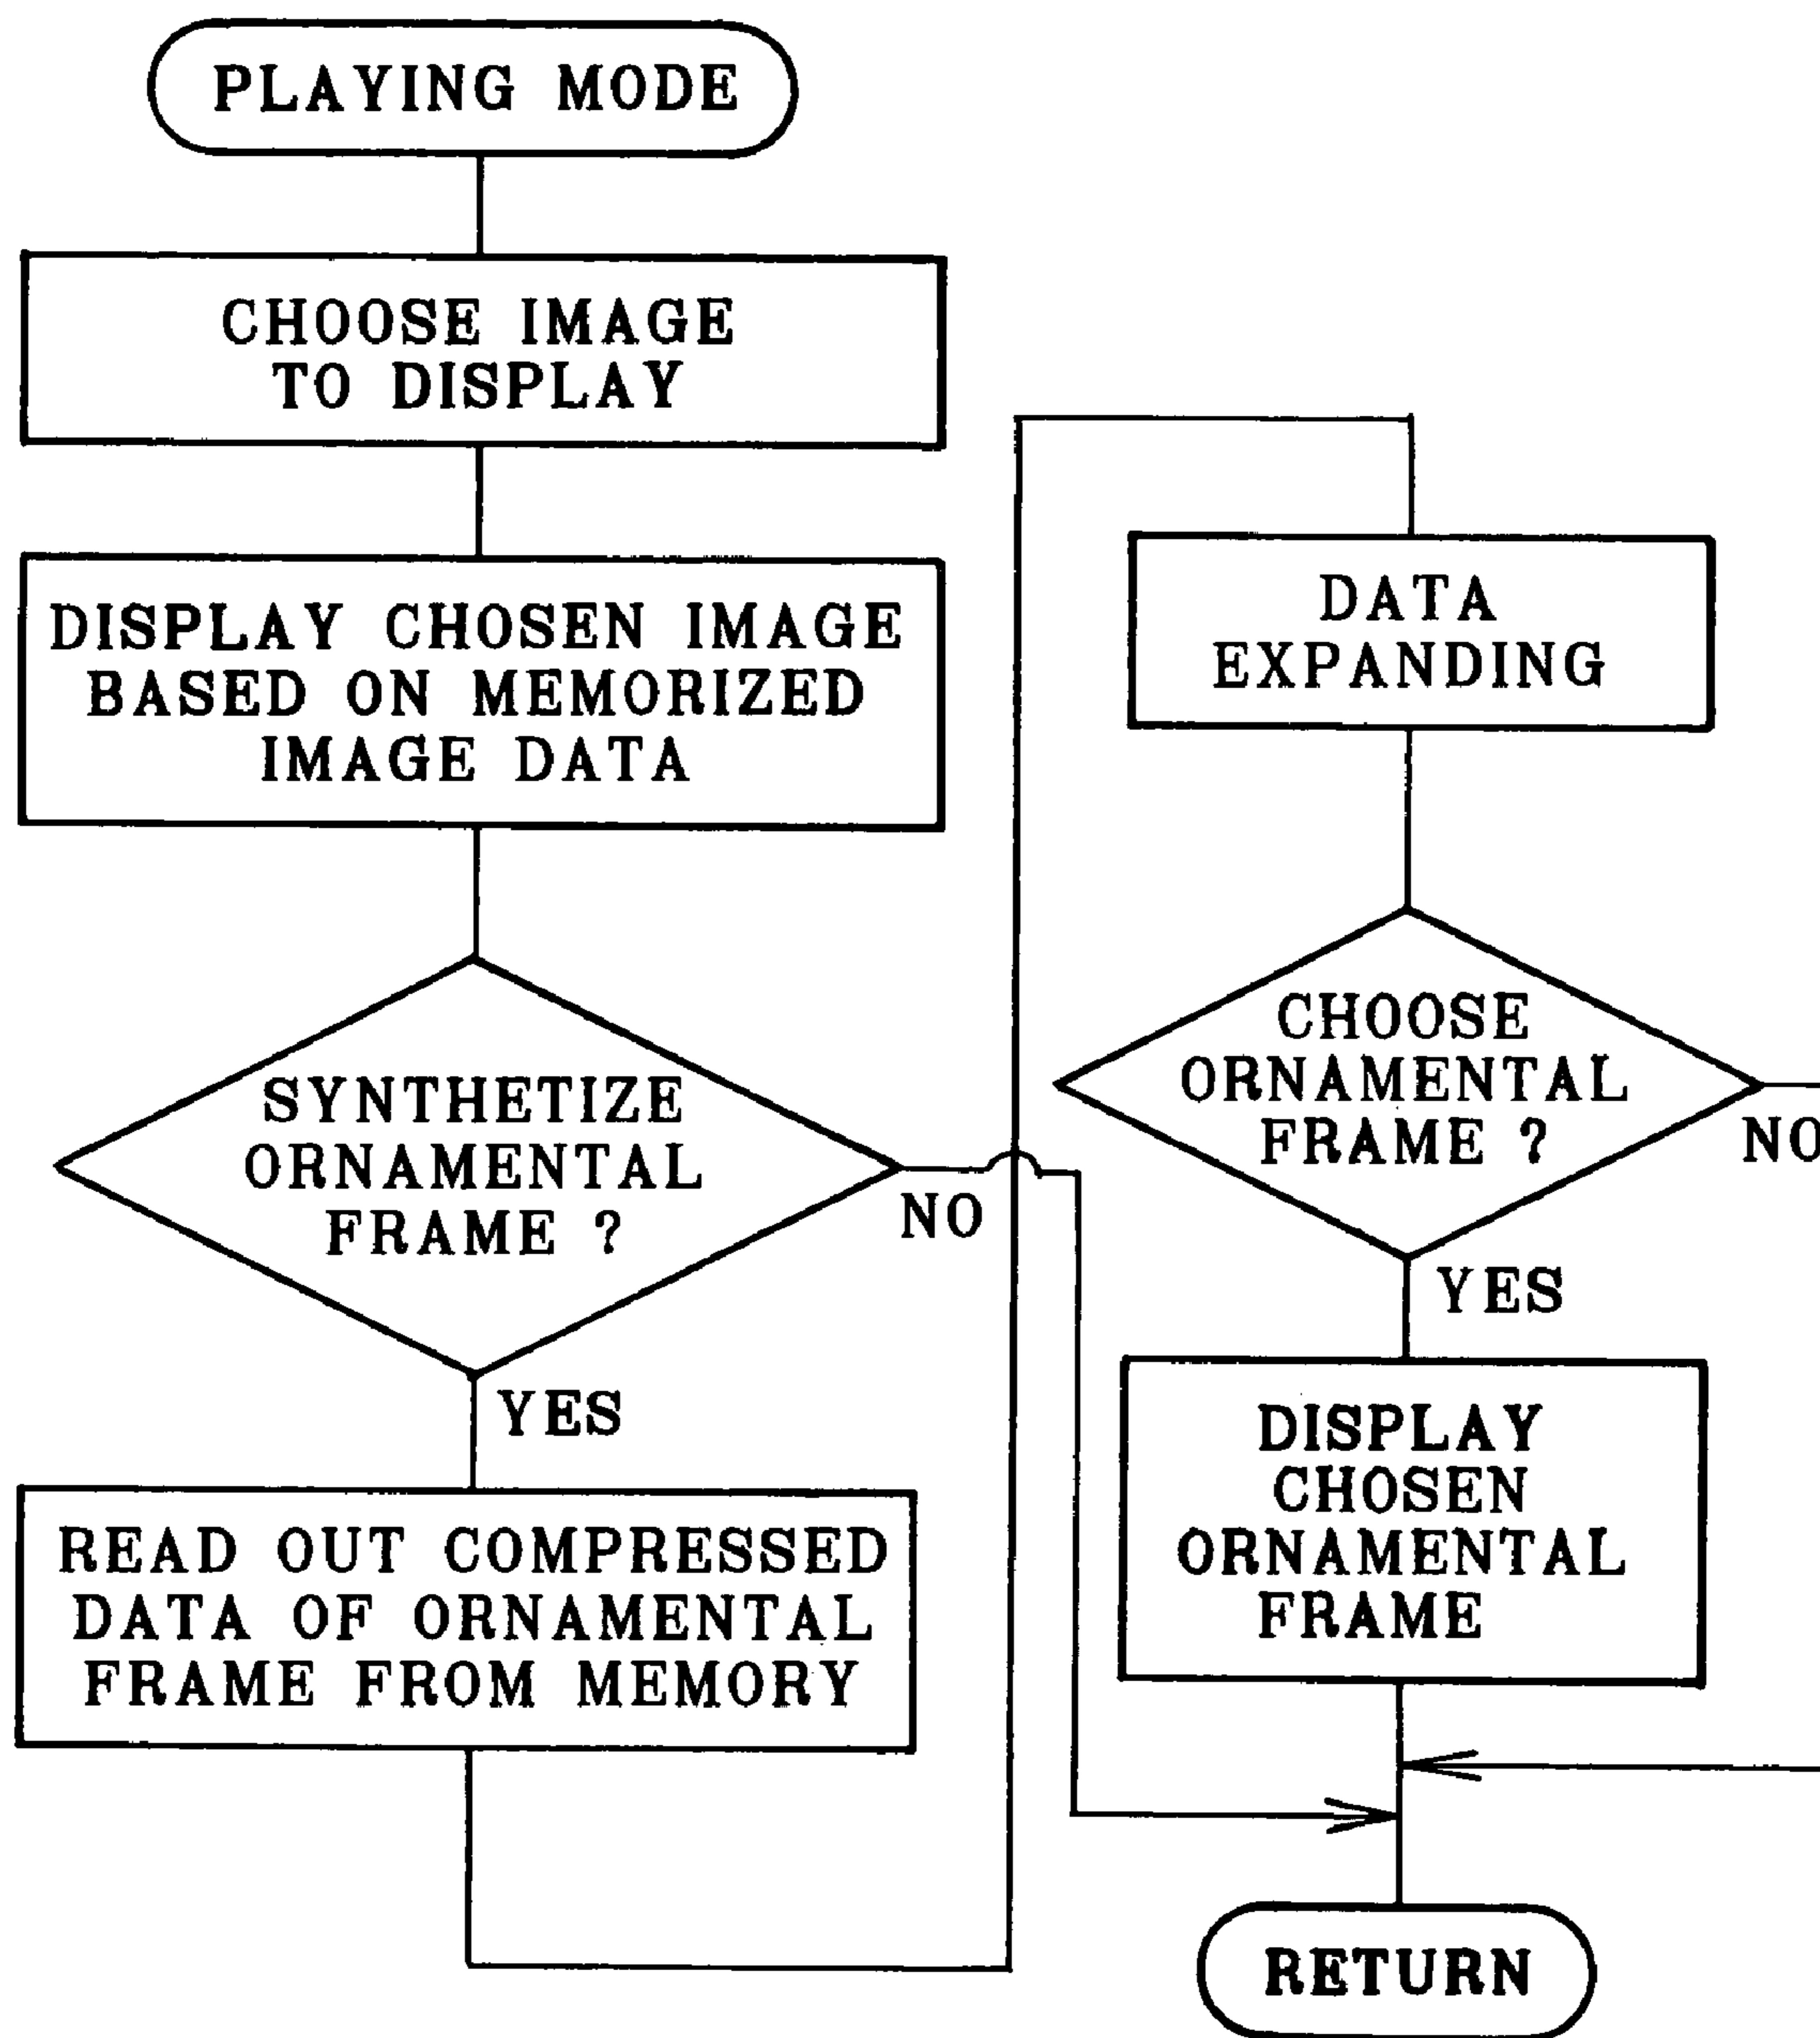 PLAYING MODE
CHOOSE IMAGE
TO DISPLAY
DISPLAY CHOSEN IMAGE
BASED ON MEMORIZED
IMAGE DATA
SYNTHETIZE
ORNAMENTAL
FRAME ?
NO
YES
READ OUT COMPRESSED
DATA OF ORNAMENTAL
FRAME FROM MEMORY
DATA
EXPANDING
CHOOSE
ORNAMENTAL
FRAME ?
NO
YES
DISPLAY
CHOSEN
ORNAMENTAL
FRAME
RETURN